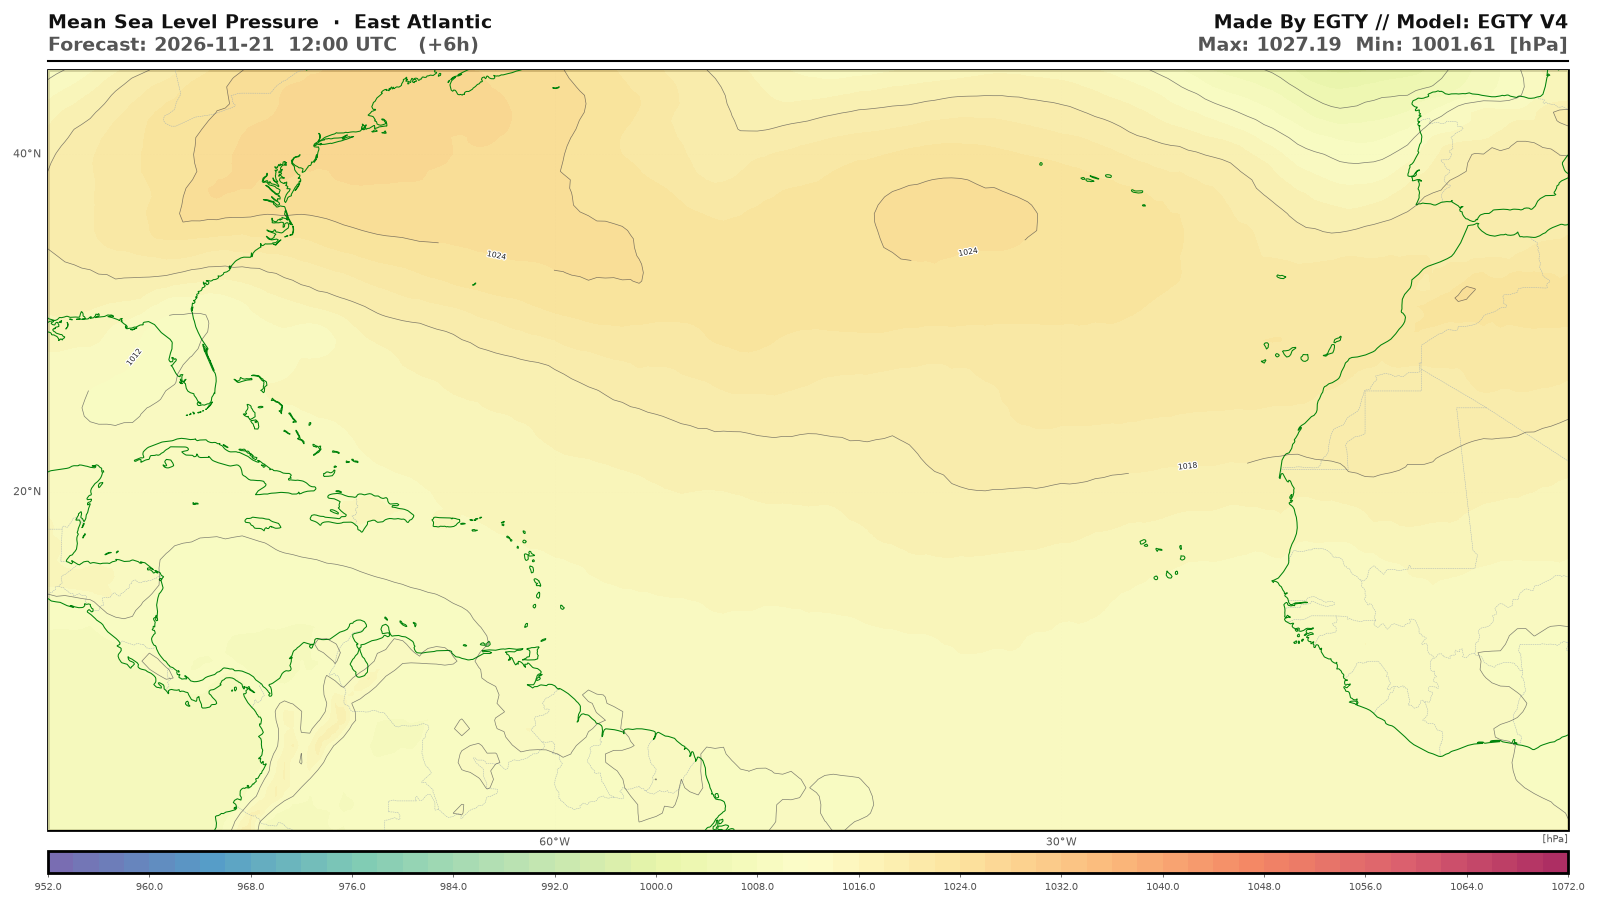 Mean Sea Level Pressure · East Atlantic
Made By EGTY // Model: EGTY V4
Forecast: 2026-11-21 12:00 UTC (+6h)
Max: 1027.19 Min: 1001.61 [hPa]
40°N
1024
1024
1012
1018
20°N
60°W
30°W
[hPa]
952.0 960.0 968.0 976.0 984.0 992.0 1000.0 1008.0 1016.0 1024.0 1032.0 1040.0 1048.0 1056.0 1064.0 1072.0